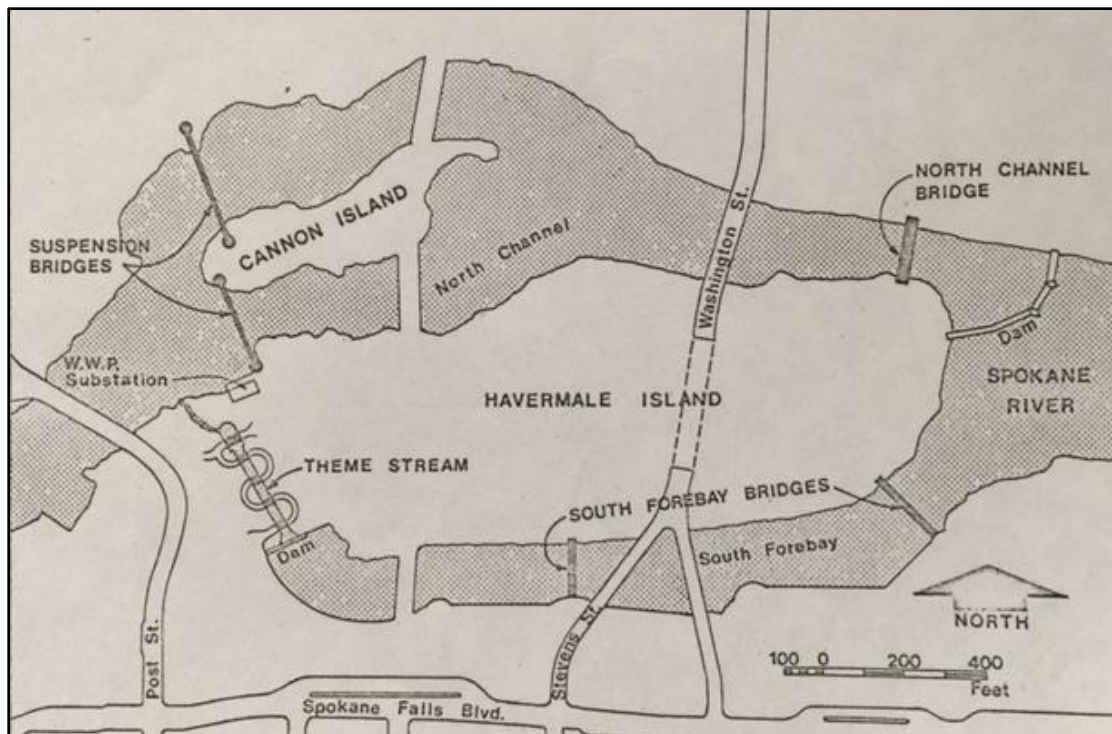 NORTH CHANNEL
BRIDGE
Washington St.
CANNON ISLAND
SUSPENSION
BRIDGES
North Channel
Dam
W.W.P.
Substation
SPOKANE
RIVER
HAVERMALE ISLAND
THEME STREAM
SOUTH FOREBAY BRIDGES
Dam
South Forebay
NORTH
Post St.
Stevens St.
100 0 200 400
Feet
Spokane Falls Blvd.